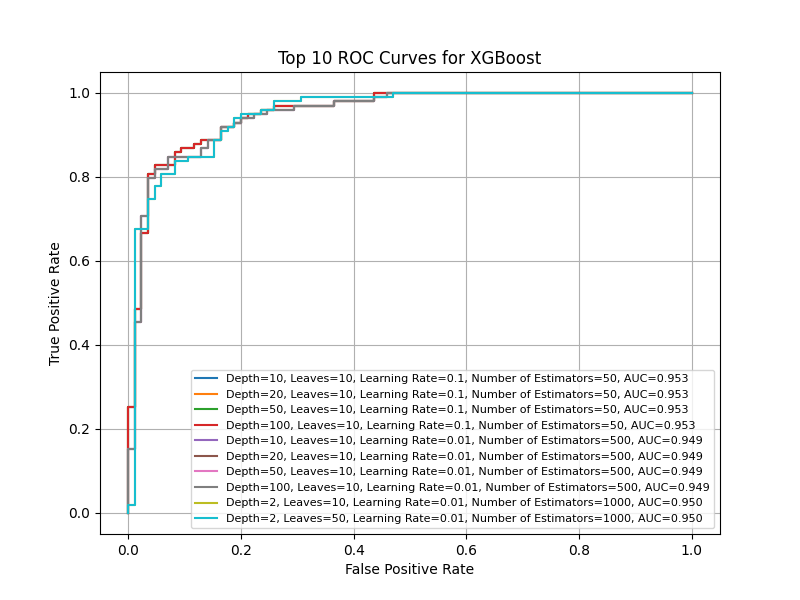 Top 10 ROC Curves for XGBoost
True Positive Rate
1.0
0.8
0.6
0.4
0.2
0.0
Depth=10, Leaves=10, Learning Rate=0.1, Number of Estimators=50, AUC=0.953
Depth=20, Leaves=10, Learning Rate=0.1, Number of Estimators=50, AUC=0.953
Depth=50, Leaves=10, Learning Rate=0.1, Number of Estimators=50, AUC=0.953
Depth=100, Leaves=10, Learning Rate=0.1, Number of Estimators=50, AUC=0.953
Depth=10, Leaves=10, Learning Rate=0.01, Number of Estimators=500, AUC=0.949
Depth=20, Leaves=10, Learning Rate=0.01, Number of Estimators=500, AUC=0.949
Depth=50, Leaves=10, Learning Rate=0.01, Number of Estimators=500, AUC=0.949
Depth=100, Leaves=10, Learning Rate=0.01, Number of Estimators=500, AUC=0.949
Depth=2, Leaves=10, Learning Rate=0.01, Number of Estimators=1000, AUC=0.950
Depth=2, Leaves=50, Learning Rate=0.01, Number of Estimators=1000, AUC=0.950
0.0 0.2 0.4 0.6 0.8 1.0
False Positive Rate